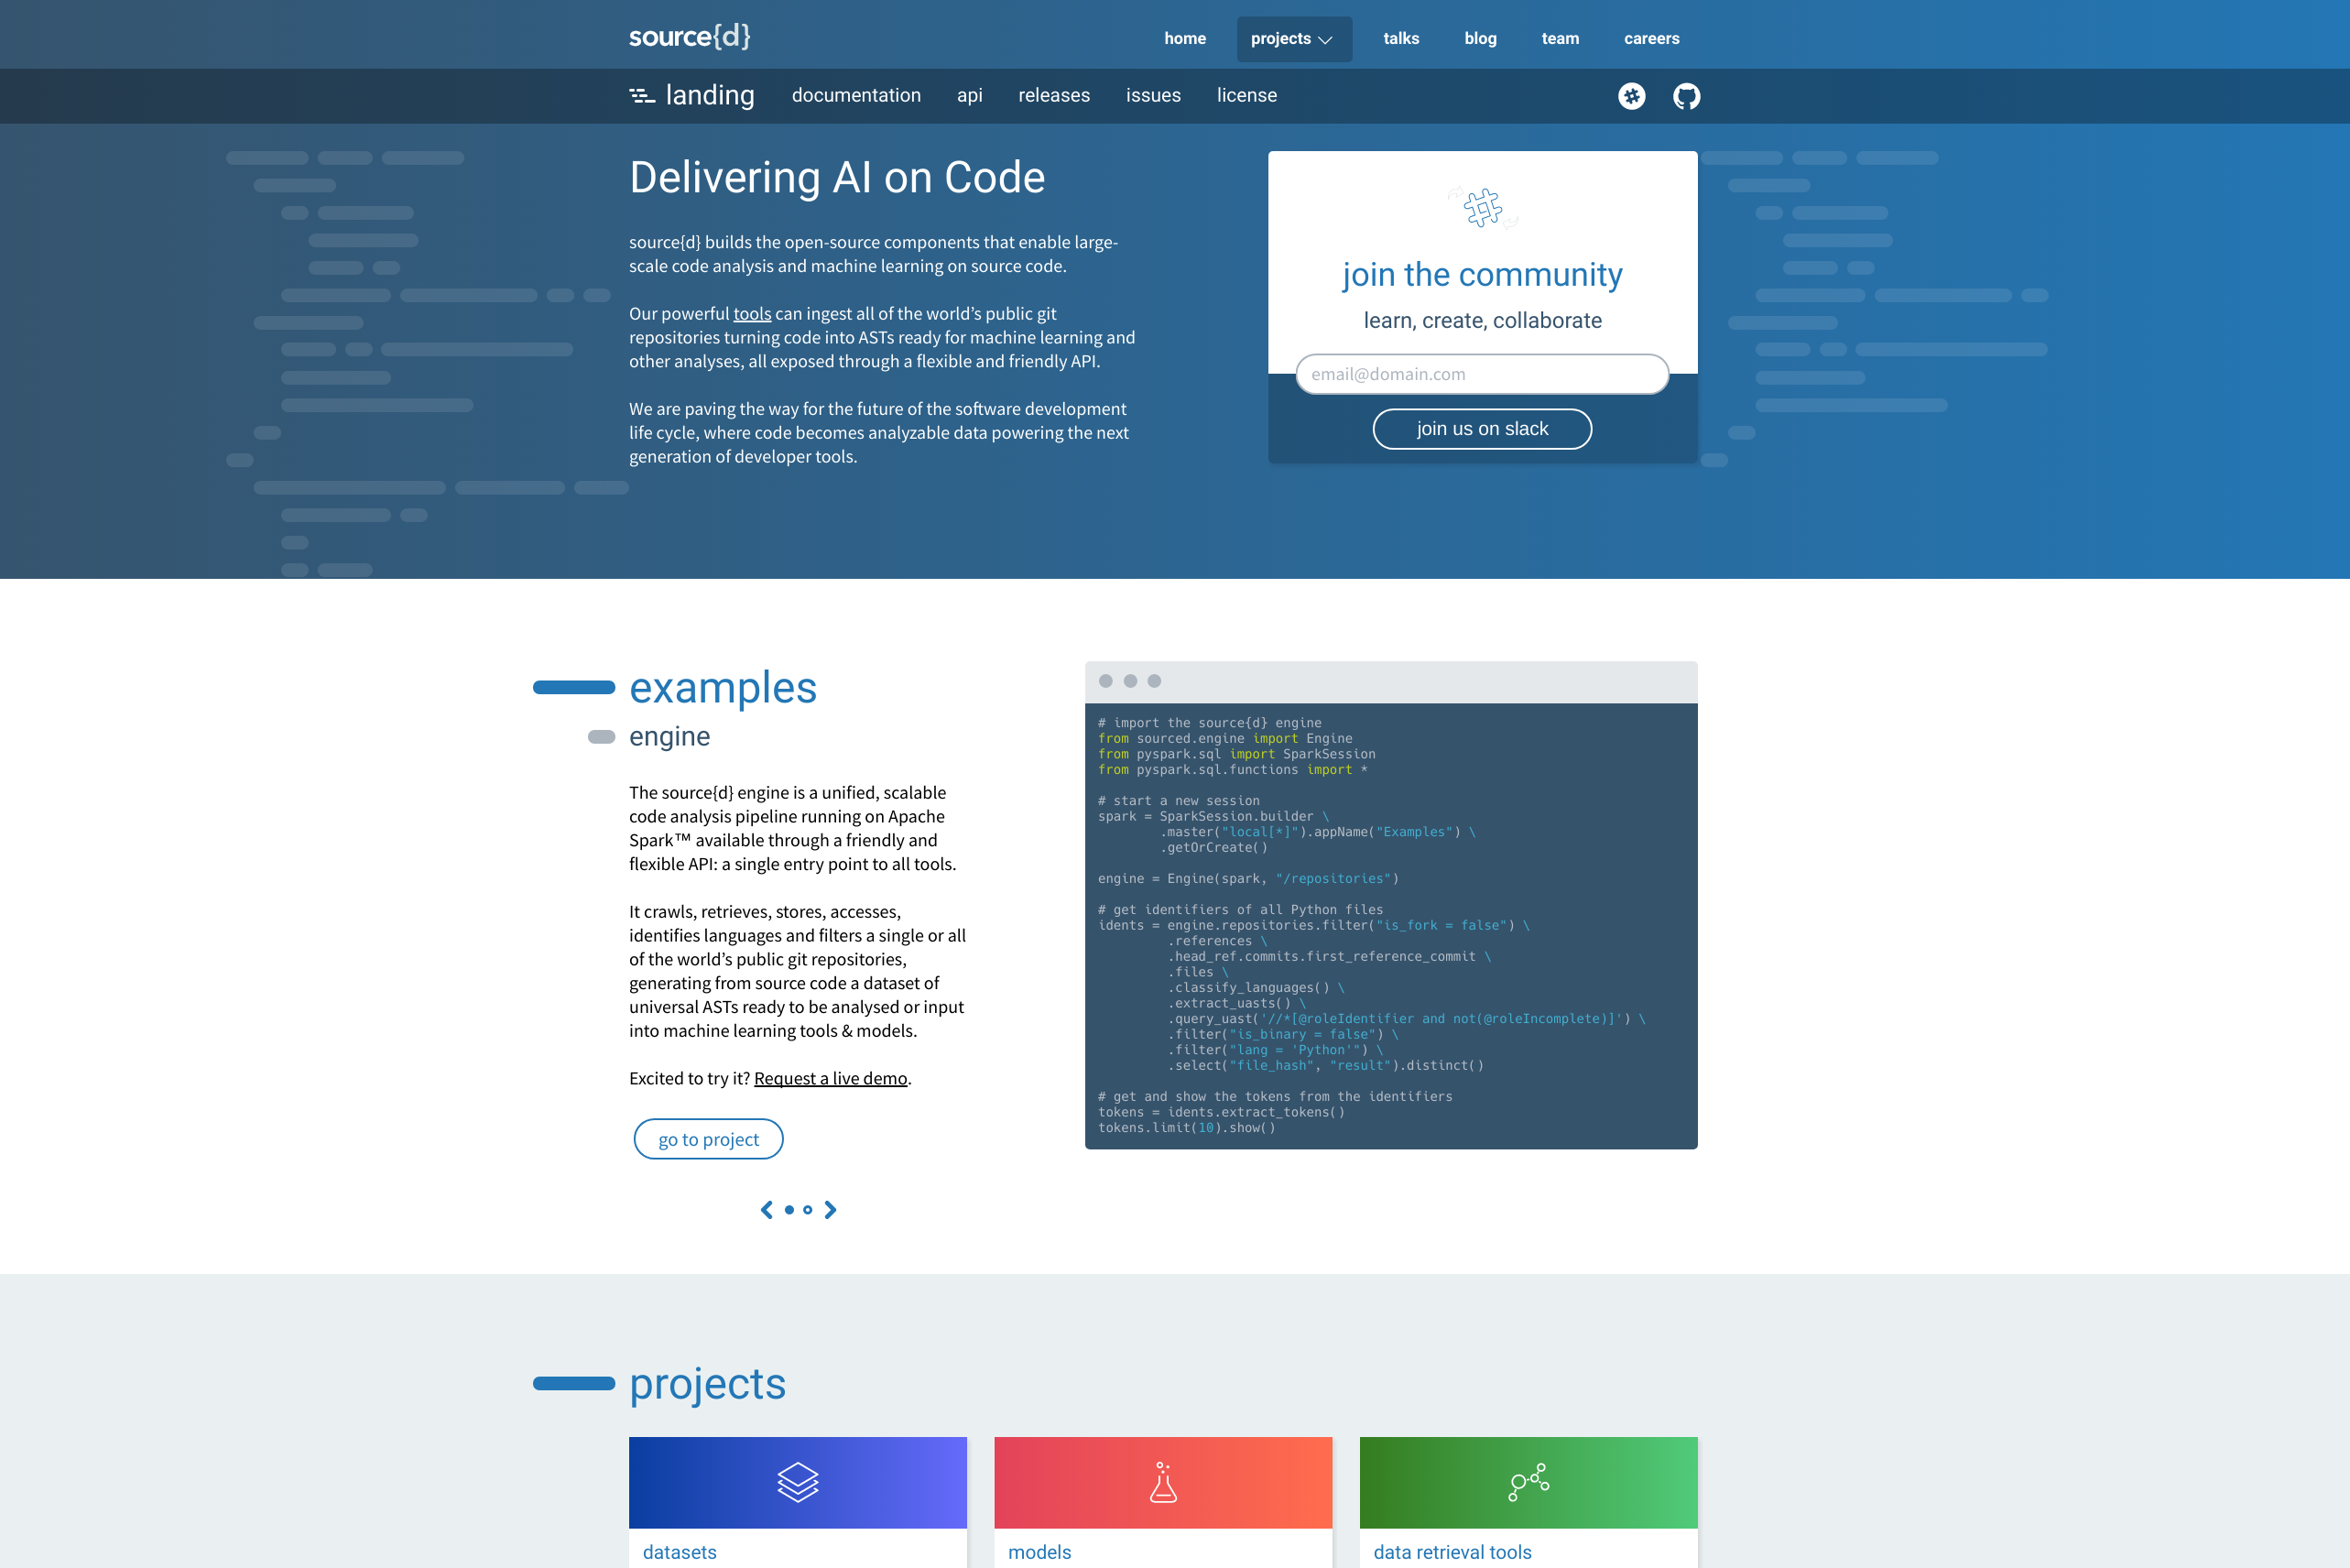 source{d}
home projects talks blog team careers
landing documentation api releases issues license
Delivering AI on Code
source{d} builds the open-source components that enable large-
scale code analysis and machine learning on source code.
Our powerful tools can ingest all of the world's public git
repositories turning code into ASTs ready for machine learning and
other analyses, all exposed through a flexible and friendly API.
We are paving the way for the future of the software development
life cycle, where code becomes analyzable data powering the next
generation of developer tools.
join the community
learn, create, collaborate
email@domain.com
join us on slack
examples
engine
The source{d} engine is a unified, scalable
code analysis pipeline running on Apache
Spark™ available through a friendly and
flexible API: a single entry point to all tools.
It crawls, retrieves, stores, accesses,
identifies languages and filters a single or all
of the world's public git repositories,
generating from source code a dataset of
universal ASTs ready to be analysed or input
into machine learning tools & models.
Excited to try it? Request a live demo.
go to project
# import the source{d} engine
from sourced.engine import Engine
from pyspark.sql import SparkSession
from pyspark.sql.functions import *
# start a new session
spark = SparkSession.builder \
.master("local[*]").appName("Examples") \
.getOrCreate()
engine = Engine(spark, "/repositories")
# get identifiers of all Python files
idents = engine.repositories.filter("is_fork = false") \
.references \
.head_ref.commits.first_reference_commit \
.files \
.classify_languages() \
.extract_uasts() \
.query_uast('//*[@roleIdentifier and not(@roleIncomplete)]') \
.filter("is_binary = false") \
.filter("lang = 'Python'") \
.select("file_hash", "result").distinct()
# get and show the tokens from the identifiers
tokens = idents.extract_tokens()
tokens.limit(10).show()
projects
datasets
models
data retrieval tools